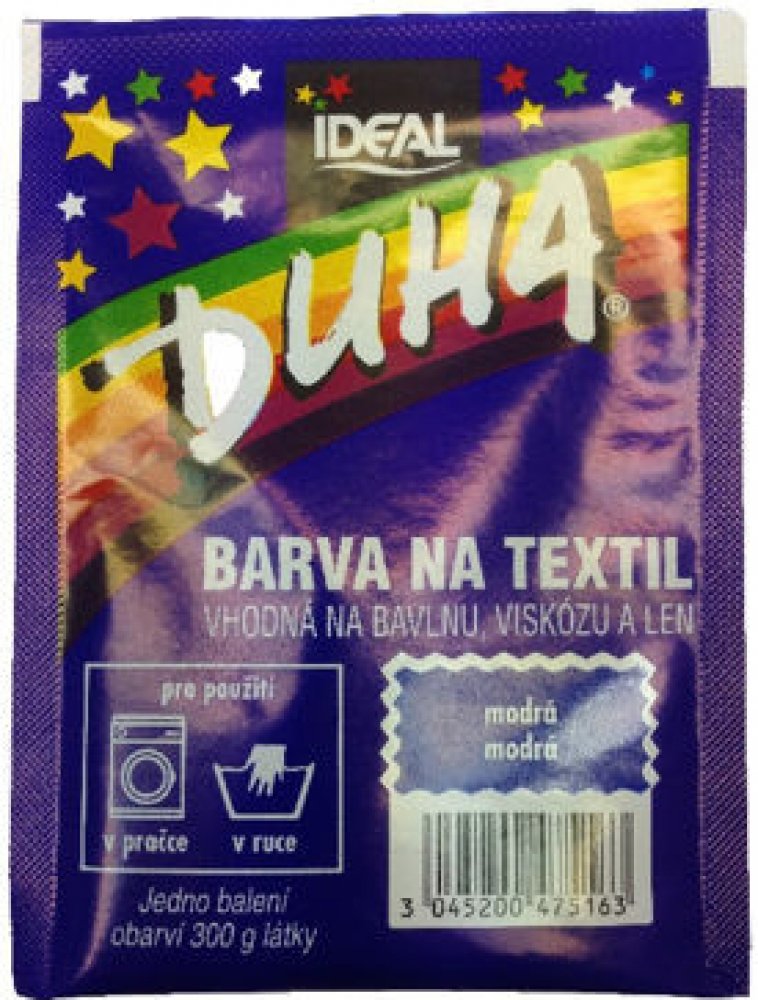 IDEAL
DUHA®
BARVA NA TEXTIL
VHODNÁ NA BAVLNU, VISKÓZU A LEN
pro použití
v pračce v ruce
modrá
modrá
3 045200 475163
Jedno balení
obarví 300 g látky